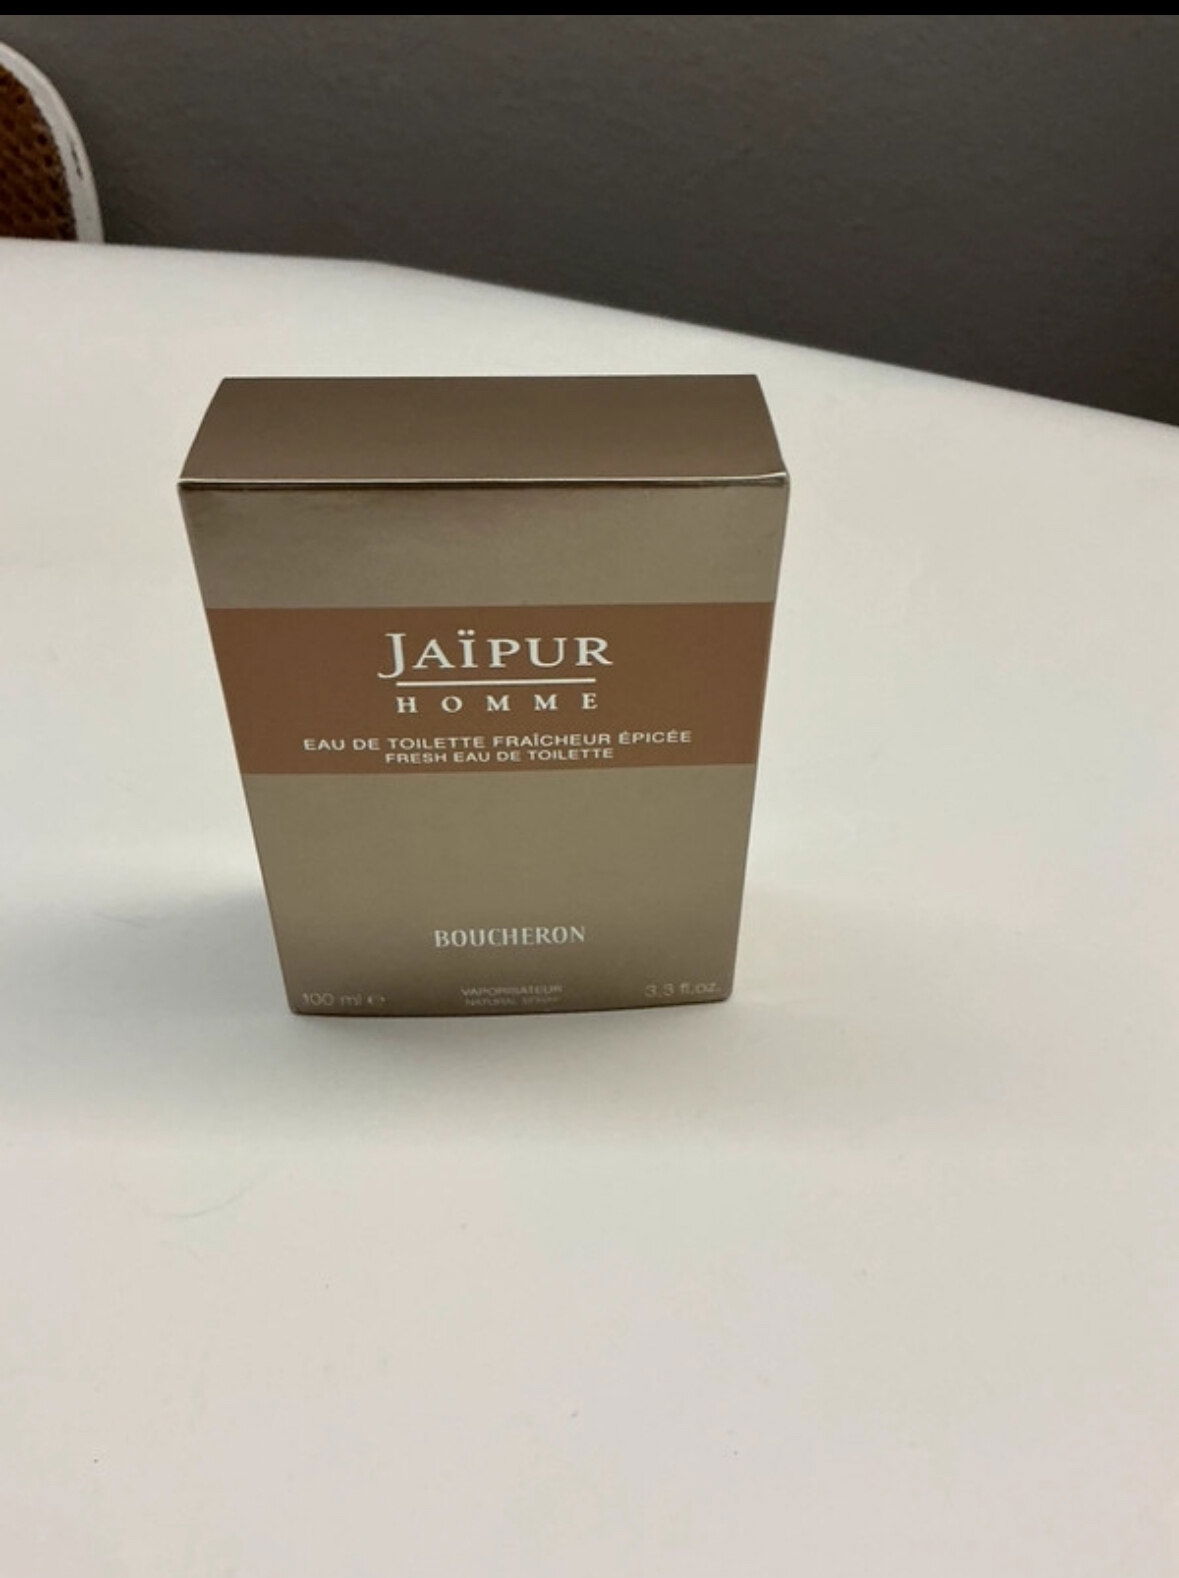 JAÏPUR
HOMME
EAU DE TOILETTE FRAÎCHEUR ÉPICÉE
FRESH EAU DE TOILETTE
BOUCHERON
100 ml ℮
VAPORISATEUR
NATURAL SPRAY
3.3 fl.oz.